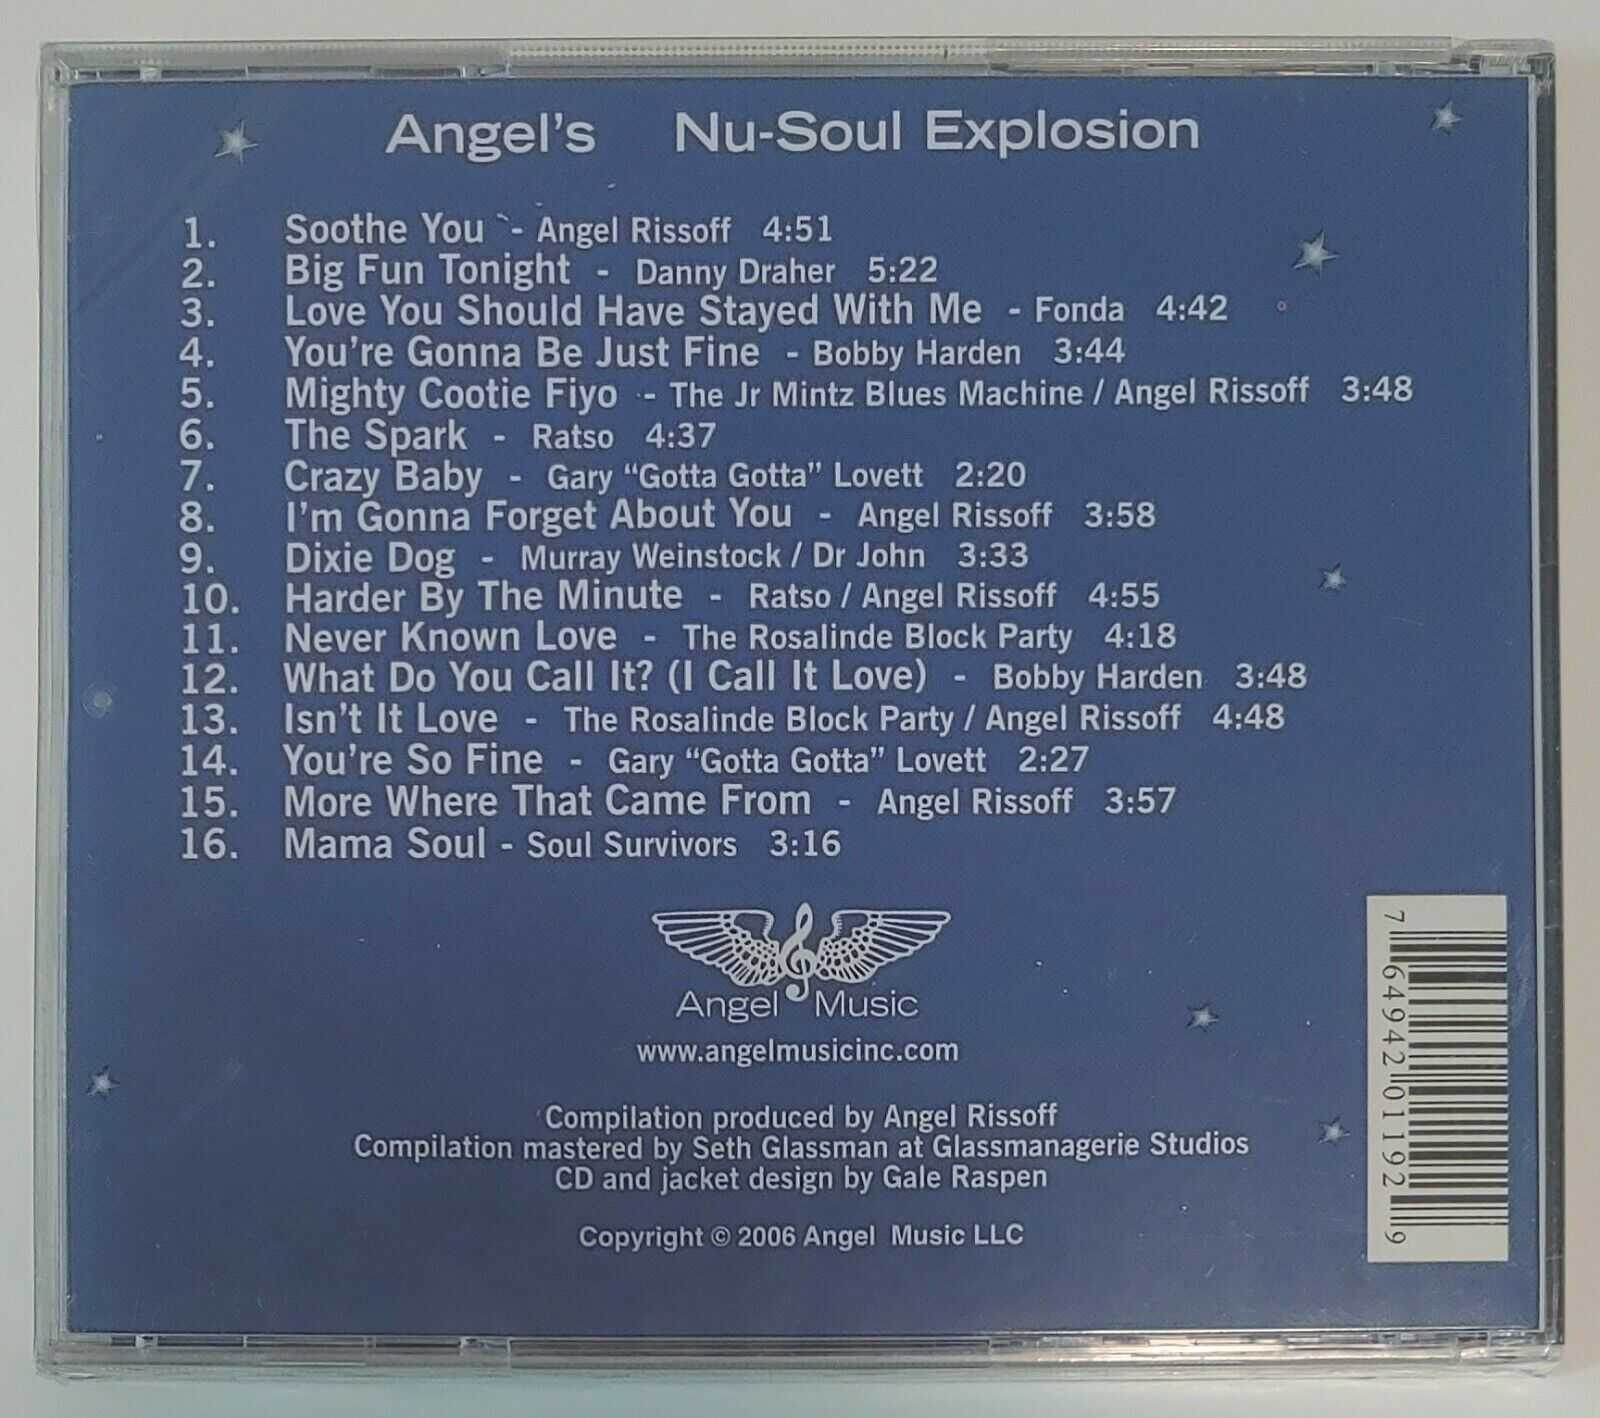 Angel's Nu-Soul Explosion
1. Soothe You - Angel Rissoff 4:51
2. Big Fun Tonight - Danny Draher 5:22
3. Love You Should Have Stayed With Me - Fonda 4:42
4. You're Gonna Be Just Fine - Bobby Harden 3:44
5. Mighty Cootie Fiyo - The Jr Mintz Blues Machine / Angel Rissoff 3:48
6. The Spark - Ratso 4:37
7. Crazy Baby - Gary "Gotta Gotta" Lovett 2:20
8. I'm Gonna Forget About You - Angel Rissoff 3:58
9. Dixie Dog - Murray Weinstock / Dr John 3:33
10. Harder By The Minute - Ratso / Angel Rissoff 4:55
11. Never Known Love - The Rosalinde Block Party 4:18
12. What Do You Call It? (I Call It Love) - Bobby Harden 3:48
13. Isn't It Love - The Rosalinde Block Party / Angel Rissoff 4:48
14. You're So Fine - Gary "Gotta Gotta" Lovett 2:27
15. More Where That Came From - Angel Rissoff 3:57
16. Mama Soul - Soul Survivors 3:16
Angel Music
www.angelmusicinc.com
Compilation produced by Angel Rissoff
Compilation mastered by Seth Glassman at Glassmanagerie Studios
CD and jacket design by Gale Raspen
Copyright © 2006 Angel Music LLC
7 64942 01192 9